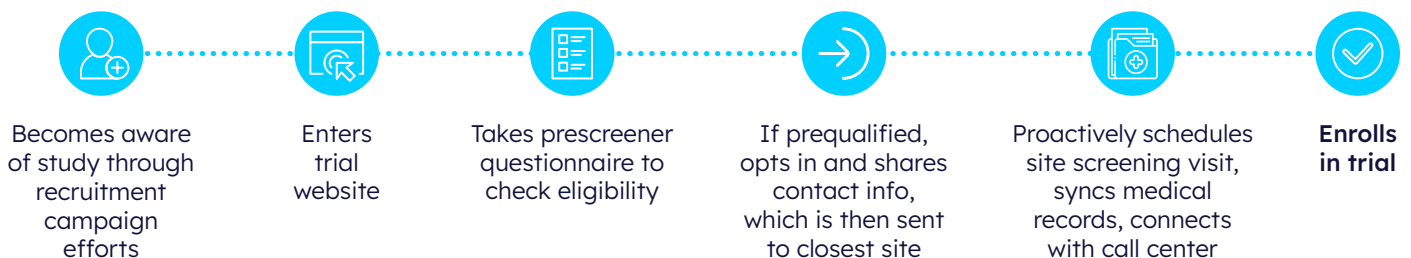 Becomes aware
of study through
recruitment
campaign
efforts
Enters
trial
website
Takes prescreener
questionnaire to
check eligibility
If prequalified,
opts in and shares
contact info,
which is then sent
to closest site
Proactively schedules
site screening visit,
syncs medical
records, connects
with call center
Enrolls
in trial